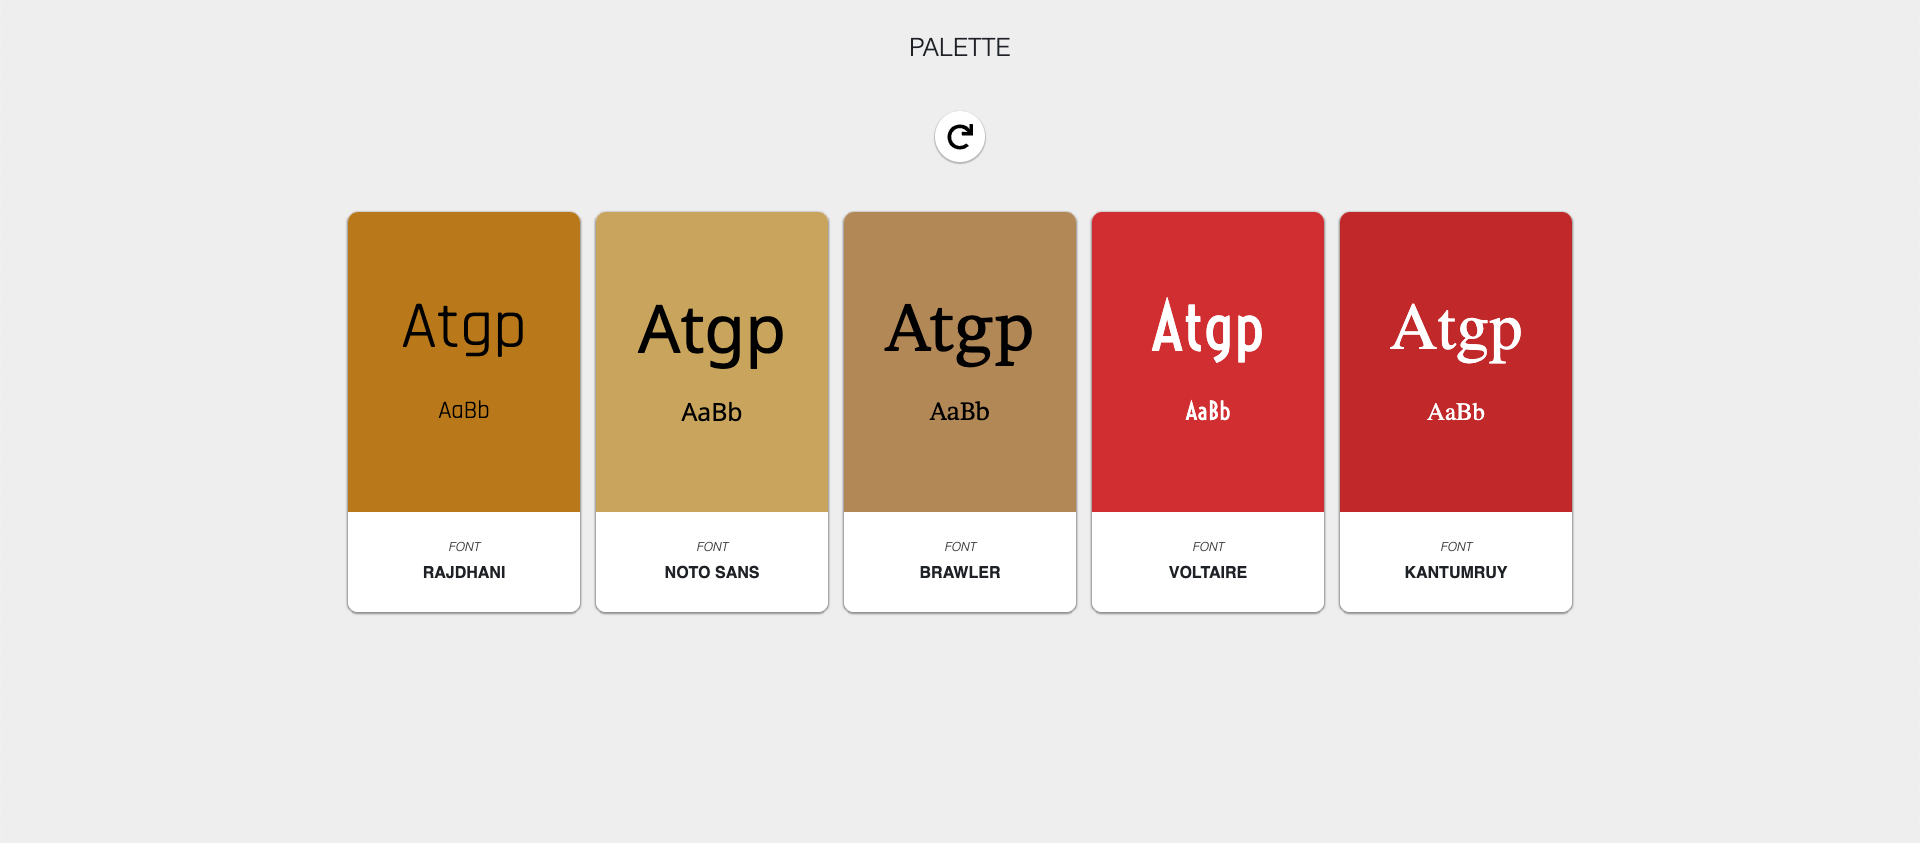 PALETTE
Atgp
AaBb
FONT
RAJDHANI
Atgp
AaBb
FONT
NOTO SANS
Atgp
AaBb
FONT
BRAWLER
Atgp
AaBb
FONT
VOLTAIRE
Atgp
AaBb
FONT
KANTUMRUY